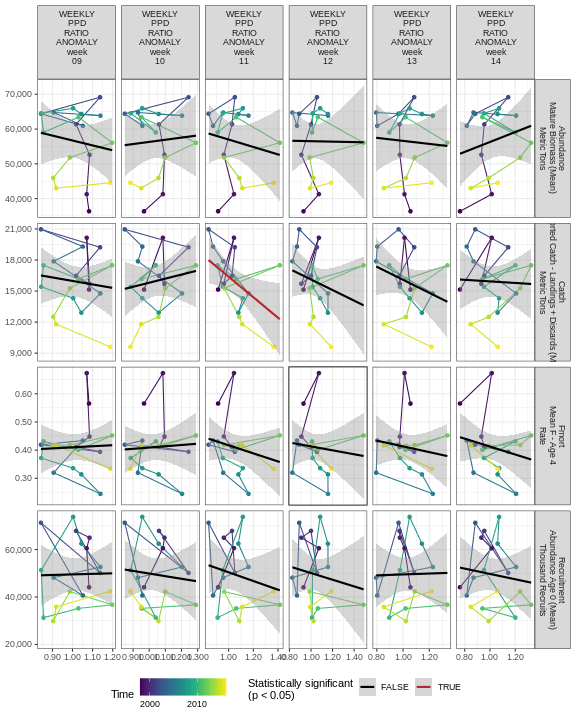 WEEKLY
PPD
RATIO
ANOMALY
week
09
WEEKLY
PPD
RATIO
ANOMALY
week
10
WEEKLY
PPD
RATIO
ANOMALY
week
11
WEEKLY
PPD
RATIO
ANOMALY
week
12
WEEKLY
PPD
RATIO
ANOMALY
week
13
WEEKLY
PPD
RATIO
ANOMALY
week
14
70,000
60,000
50,000
40,000
Abundance
Mature Biomass (Mean)
Metric Tons
21,000
18,000
15,000
12,000
9,000
Catch
Catch - Landings + Discards (M
Metric Tons
0.60
0.50
0.40
0.30
Fmort
Mean F - Age 4
Rate
60,000
40,000
20,000
Recruitment
Abundance Age 0 (Mean)
Thousand Recruits
0.90 1.00 1.10 1.20
1.00 1.20
1.00 1.20 1.40
0.80 1.00 1.20
0.80 1.00 1.20
Time
2000 2010
Statistically significant
(p < 0.05)
FALSE
TRUE